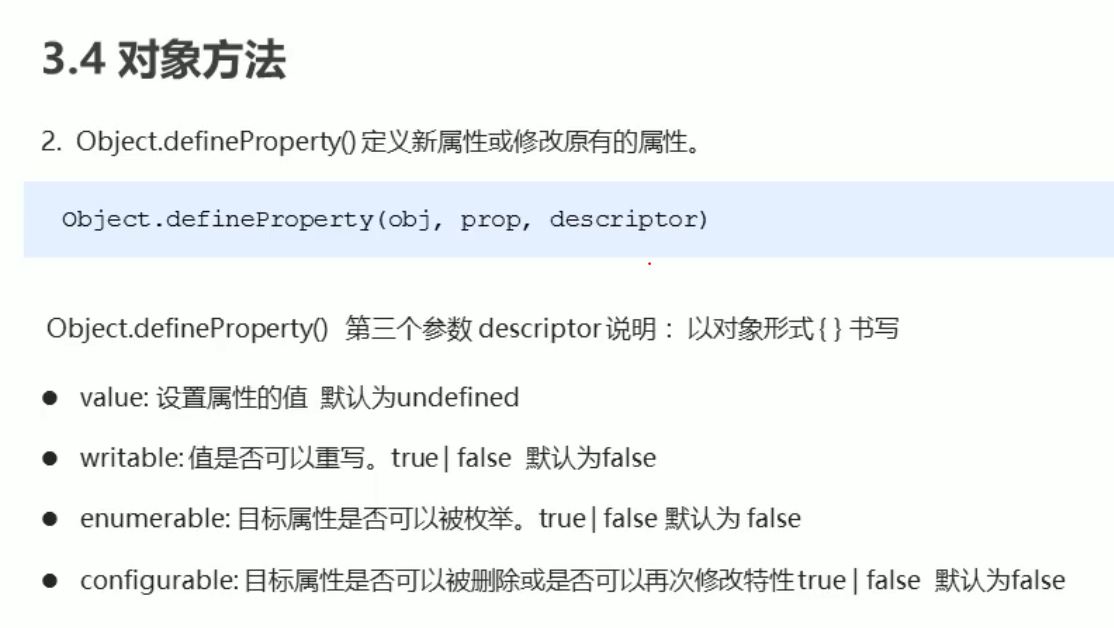 3.4 对象方法
2. Object.defineProperty() 定义新属性或修改原有的属性。
Object.defineProperty(obj, prop, descriptor)
Object.defineProperty() 第三个参数 descriptor 说明： 以对象形式 { } 书写
● value: 设置属性的值 默认为undefined
● writable: 值是否可以重写。true | false 默认为false
● enumerable: 目标属性是否可以被枚举。true | false 默认为 false
● configurable: 目标属性是否可以被删除或是否可以再次修改特性 true | false 默认为false